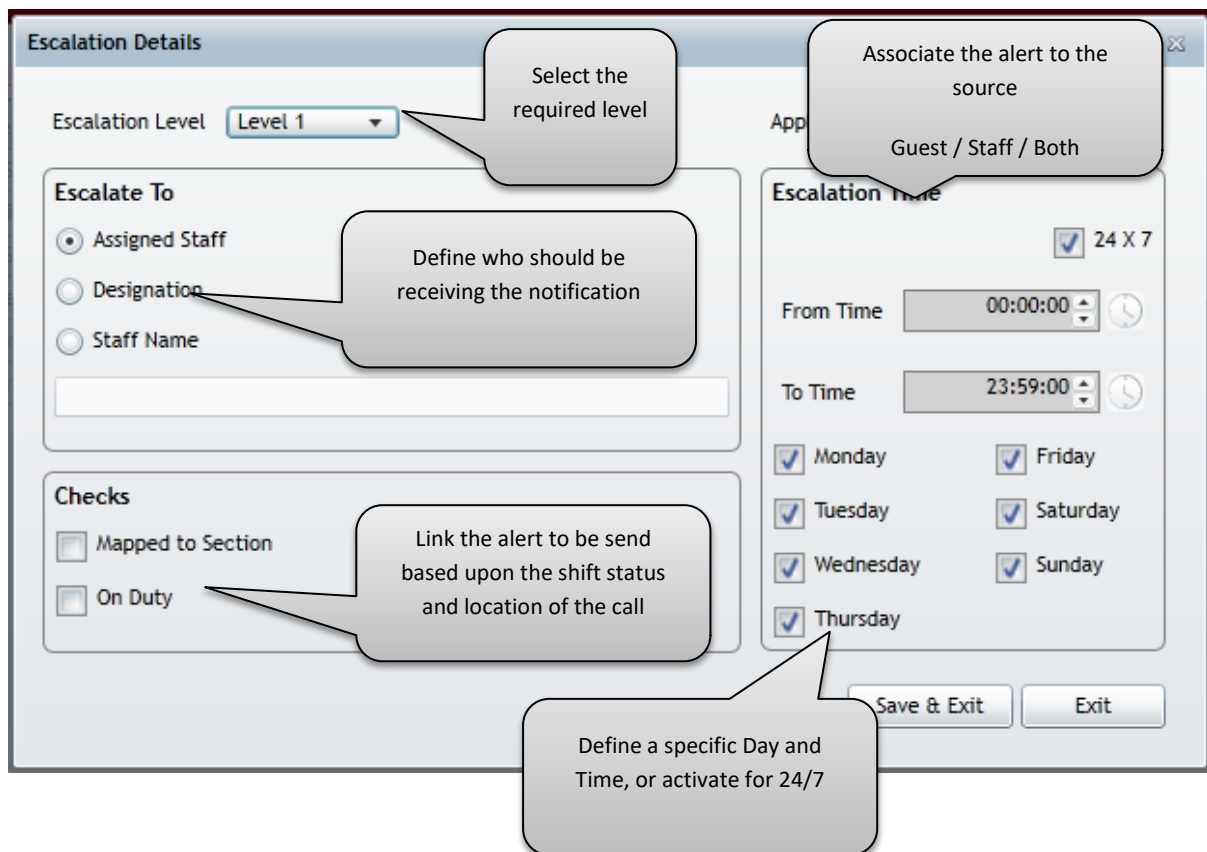 Escalation Details
Select the
required level
Associate the alert to the
source
Guest / Staff / Both
Escalation Level
Level 1
Escalate To
Assigned Staff
Designation
Staff Name
Define who should be
receiving the notification
Escalation Time
24 X 7
From Time
00:00:00
To Time
23:59:00
Monday
Friday
Tuesday
Saturday
Wednesday
Sunday
Thursday
Checks
Mapped to Section
On Duty
Link the alert to be send
based upon the shift status
and location of the call
Save & Exit
Exit
Define a specific Day and
Time, or activate for 24/7